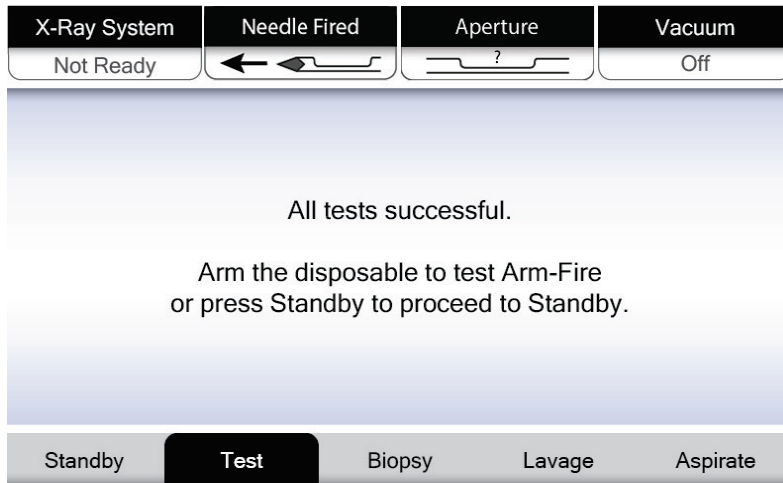 X-Ray System
Needle Fired
Aperture
Vacuum
Not Ready
?
Off
All tests successful.
Arm the disposable to test Arm-Fire
or press Standby to proceed to Standby.
Standby
Test
Biopsy
Lavage
Aspirate